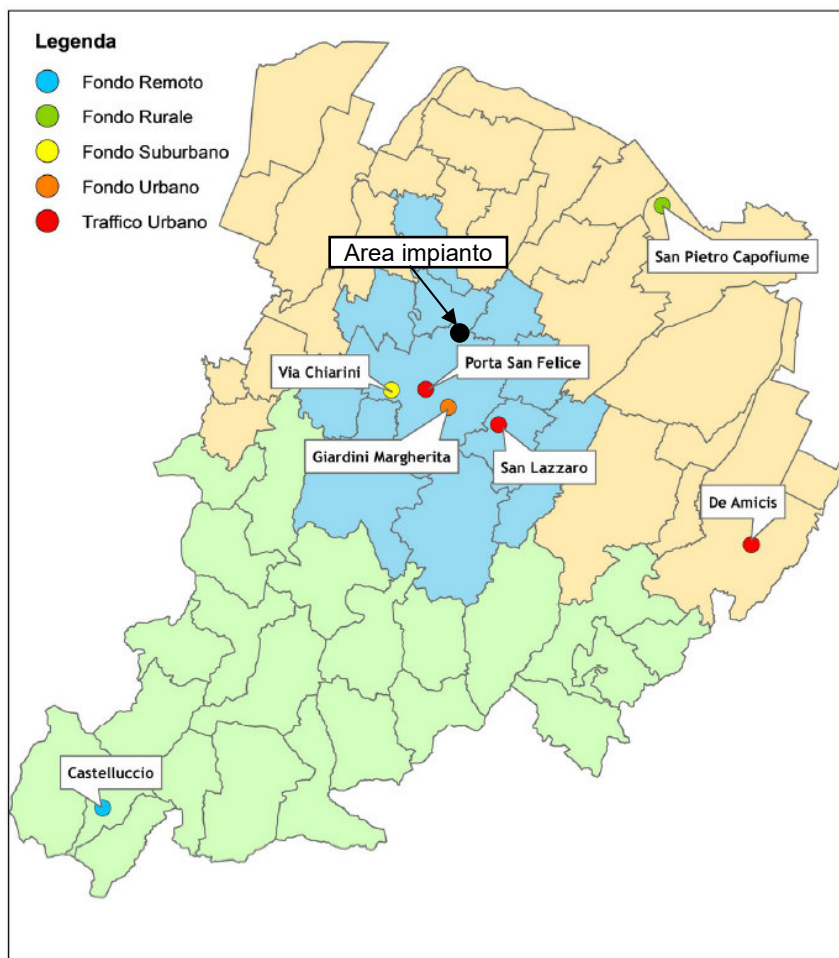 Legenda
Fondo Remoto
Fondo Rurale
Fondo Suburbano
Fondo Urbano
Traffico Urbano
San Pietro Capofiume
Area impianto
Via Chiarini
Porta San Felice
Giardini Margherita
San Lazzaro
De Amicis
Castelluccio